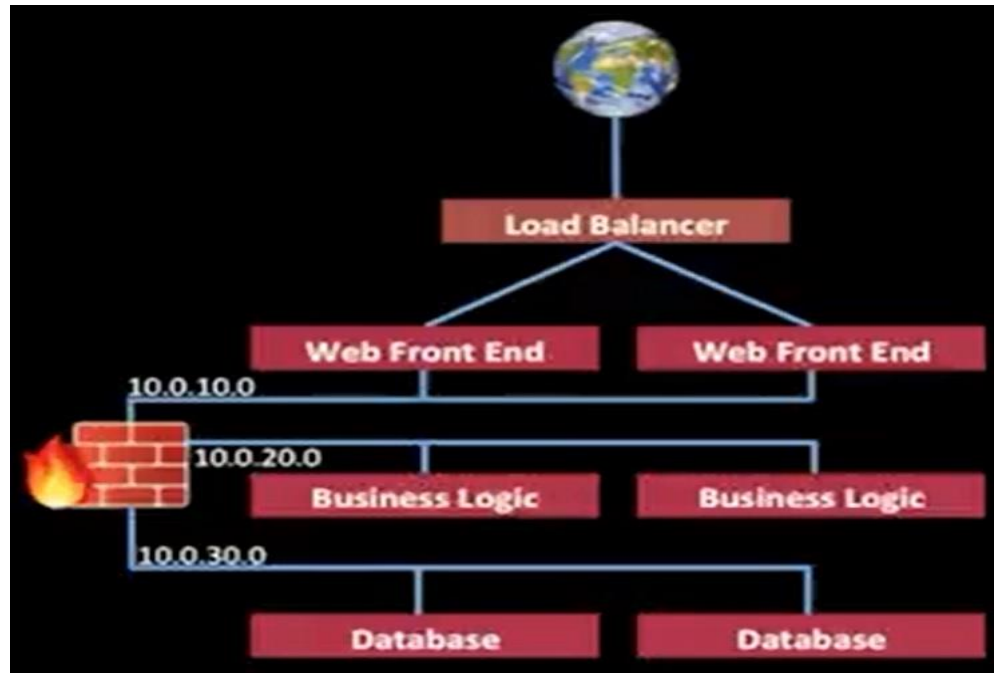 Load Balancer
Web Front End
Web Front End
10.0.10.0
10.0.20.0
Business Logic
Business Logic
10.0.30.0
Database
Database